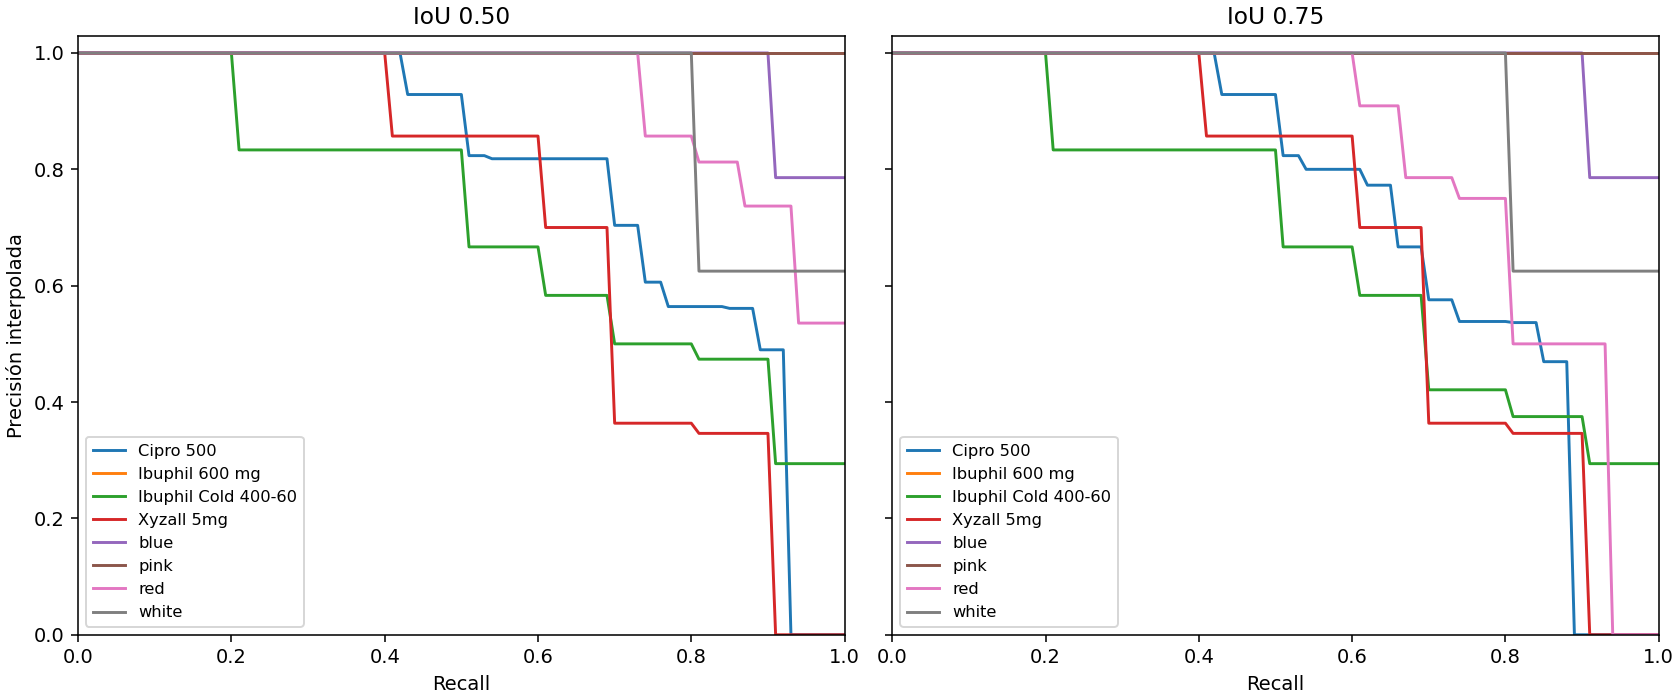 IoU 0.50
1.0
0.8
0.6
0.4
0.2
0.0
Precisión interpolada
Cipro 500
Ibuphil 600 mg
Ibuphil Cold 400-60
Xyzall 5mg
blue
pink
red
white
0.0 0.2 0.4 0.6 0.8 1.0
Recall
IoU 0.75
Cipro 500
Ibuphil 600 mg
Ibuphil Cold 400-60
Xyzall 5mg
blue
pink
red
white
0.0 0.2 0.4 0.6 0.8 1.0
Recall